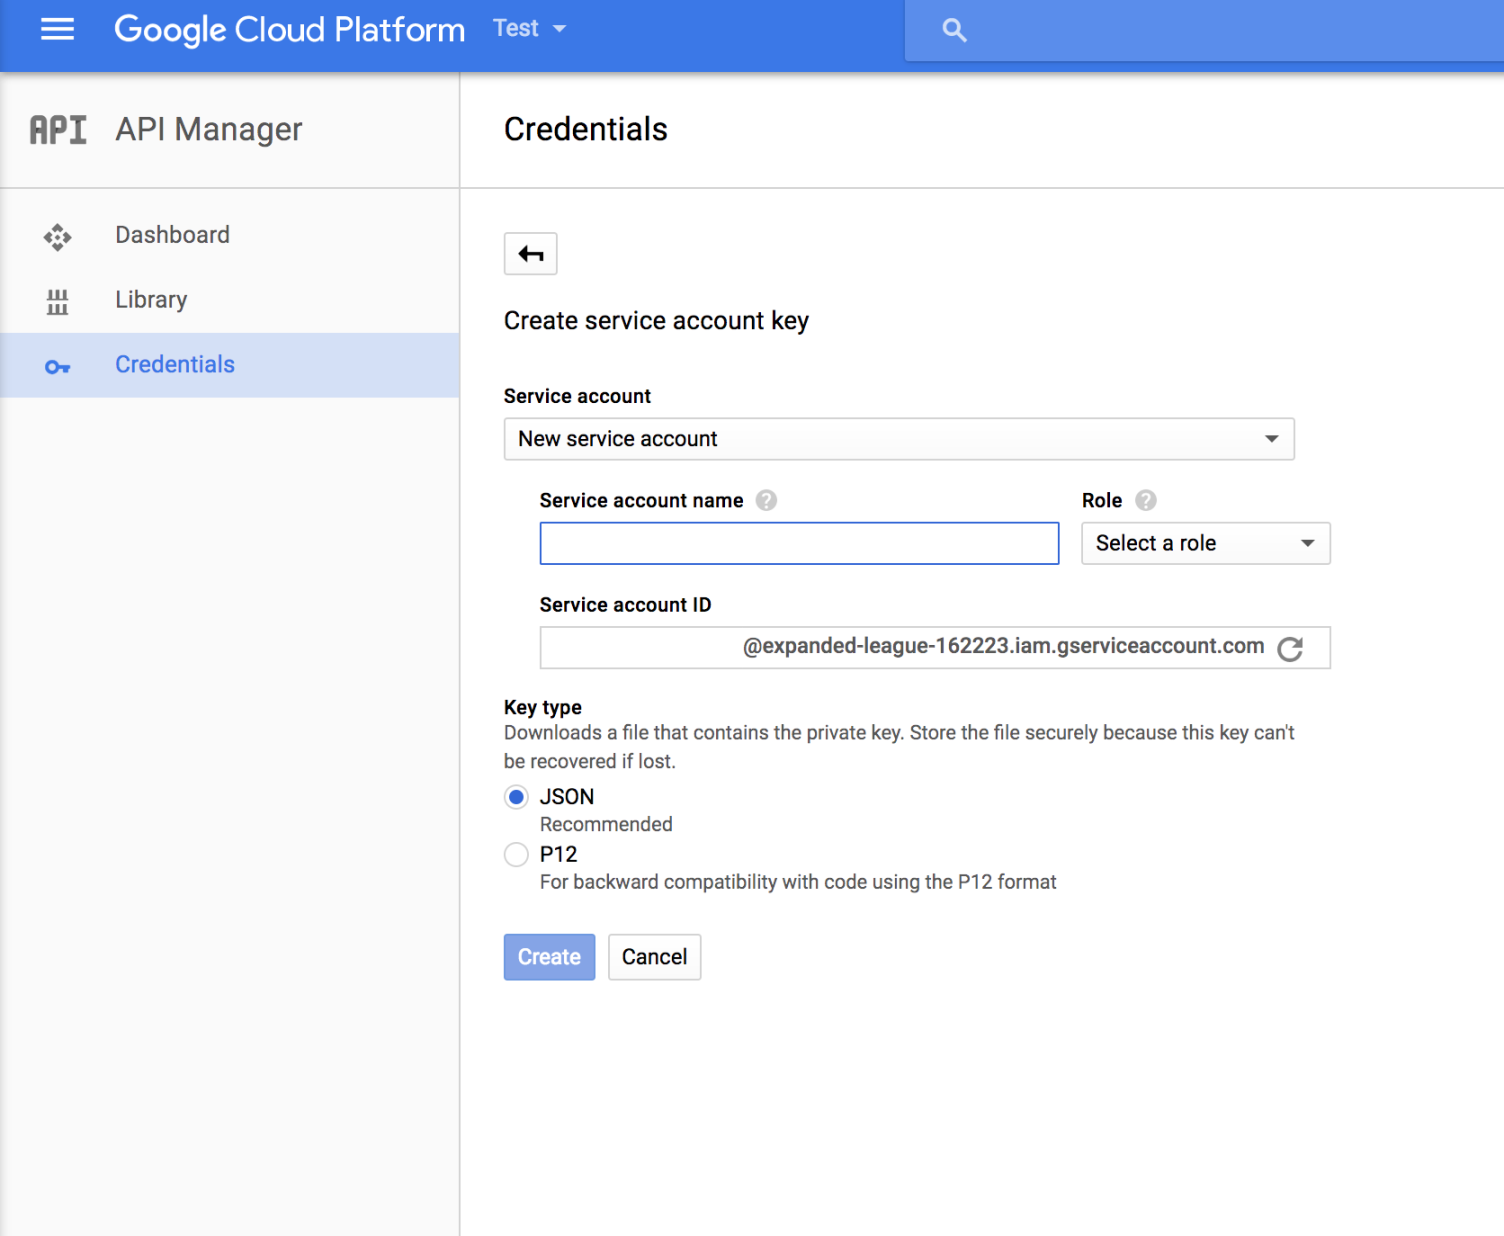 Google Cloud Platform Test
API API Manager
Credentials
Dashboard
Library
Credentials
Create service account key
Service account
New service account
Service account name ? Role ?
Select a role
Service account ID
@expanded-league-162223.iam.gserviceaccount.com
Key type
Downloads a file that contains the private key. Store the file securely because this key can't
be recovered if lost.
JSON
Recommended
P12
For backward compatibility with code using the P12 format
Create Cancel